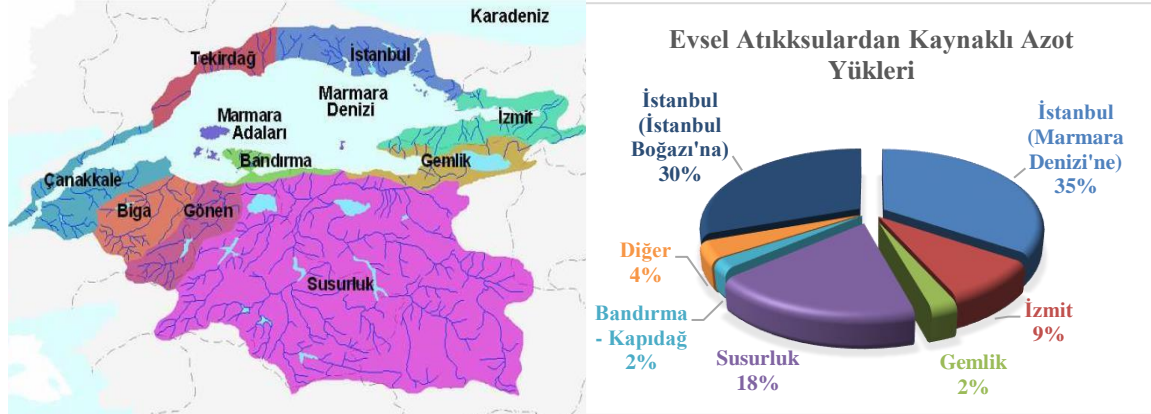 Karadeniz
Tekirdağ
İstanbul
Marmara
Denizi
Marmara
Adaları
İzmit
Bandırma
Gemlik
Çanakkale
Biga
Gönen
Susurluk
Evsel Atıkksulardan Kaynaklı Azot
Yükleri
İstanbul
(İstanbul
Boğazı'na)
30%
İstanbul
(Marmara
Denizi'ne)
35%
Diğer
4%
Bandırma
- Kapıdağ
2%
Susurluk
18%
Gemlik
2%
İzmit
9%